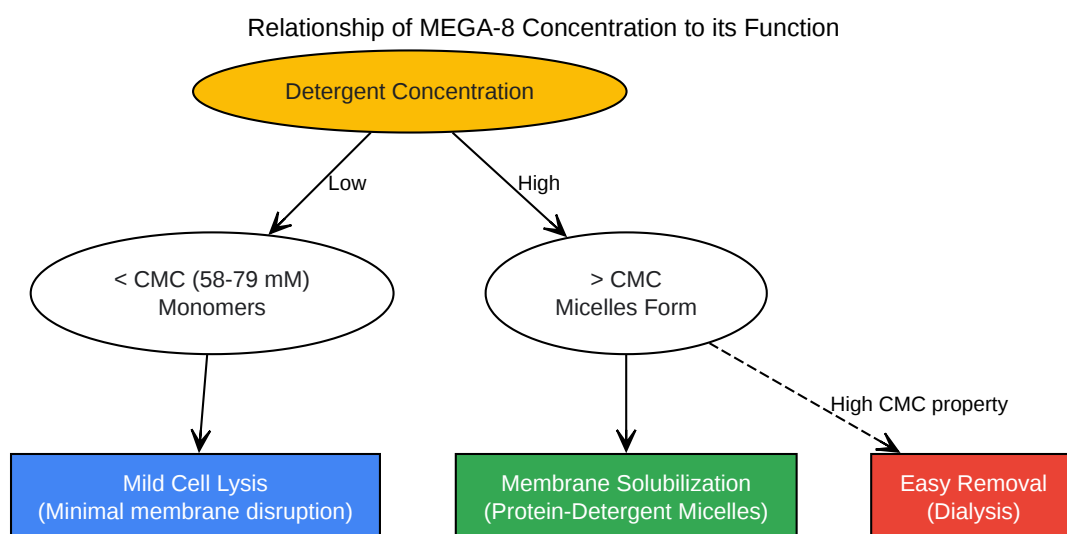 Relationship of MEGA-8 Concentration to its Function
Detergent Concentration
Low
High
< CMC (58-79 mM)
Monomers
> CMC
Micelles Form
High CMC property
Mild Cell Lysis
(Minimal membrane disruption)
Membrane Solubilization
(Protein-Detergent Micelles)
Easy Removal
(Dialysis)